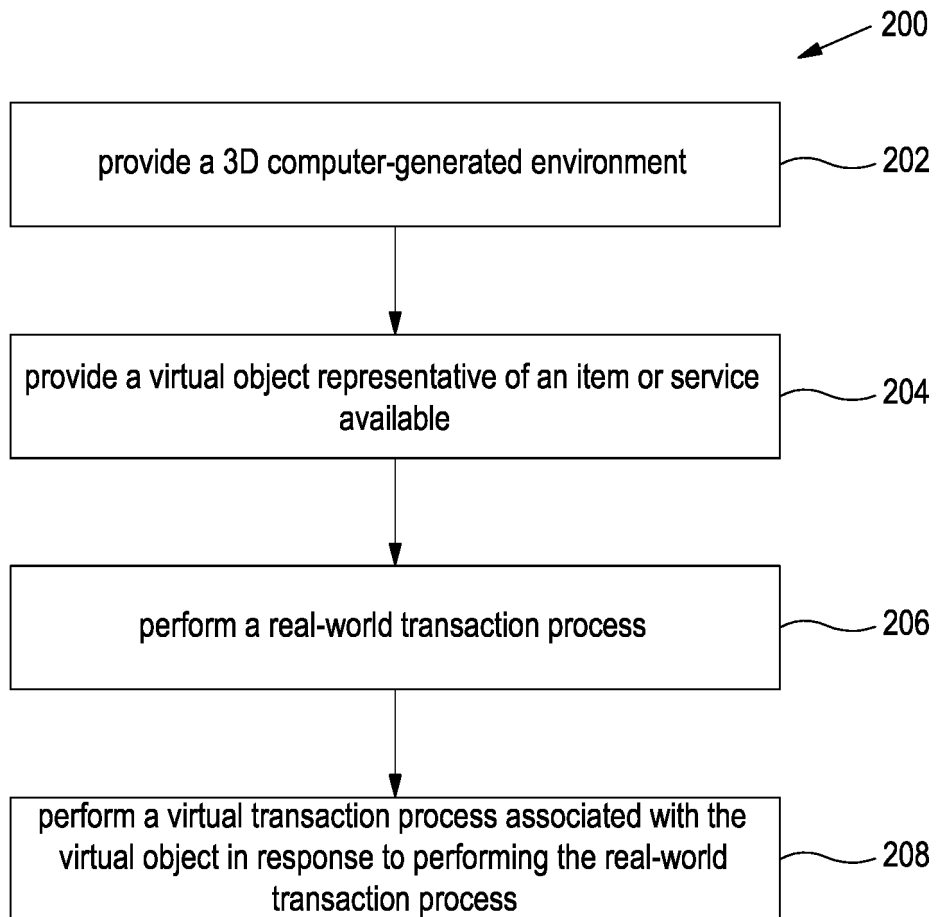 200
provide a 3D computer-generated environment
202
provide a virtual object representative of an item or service
available
204
perform a real-world transaction process
206
perform a virtual transaction process associated with the
virtual object in response to performing the real-world
transaction process
208